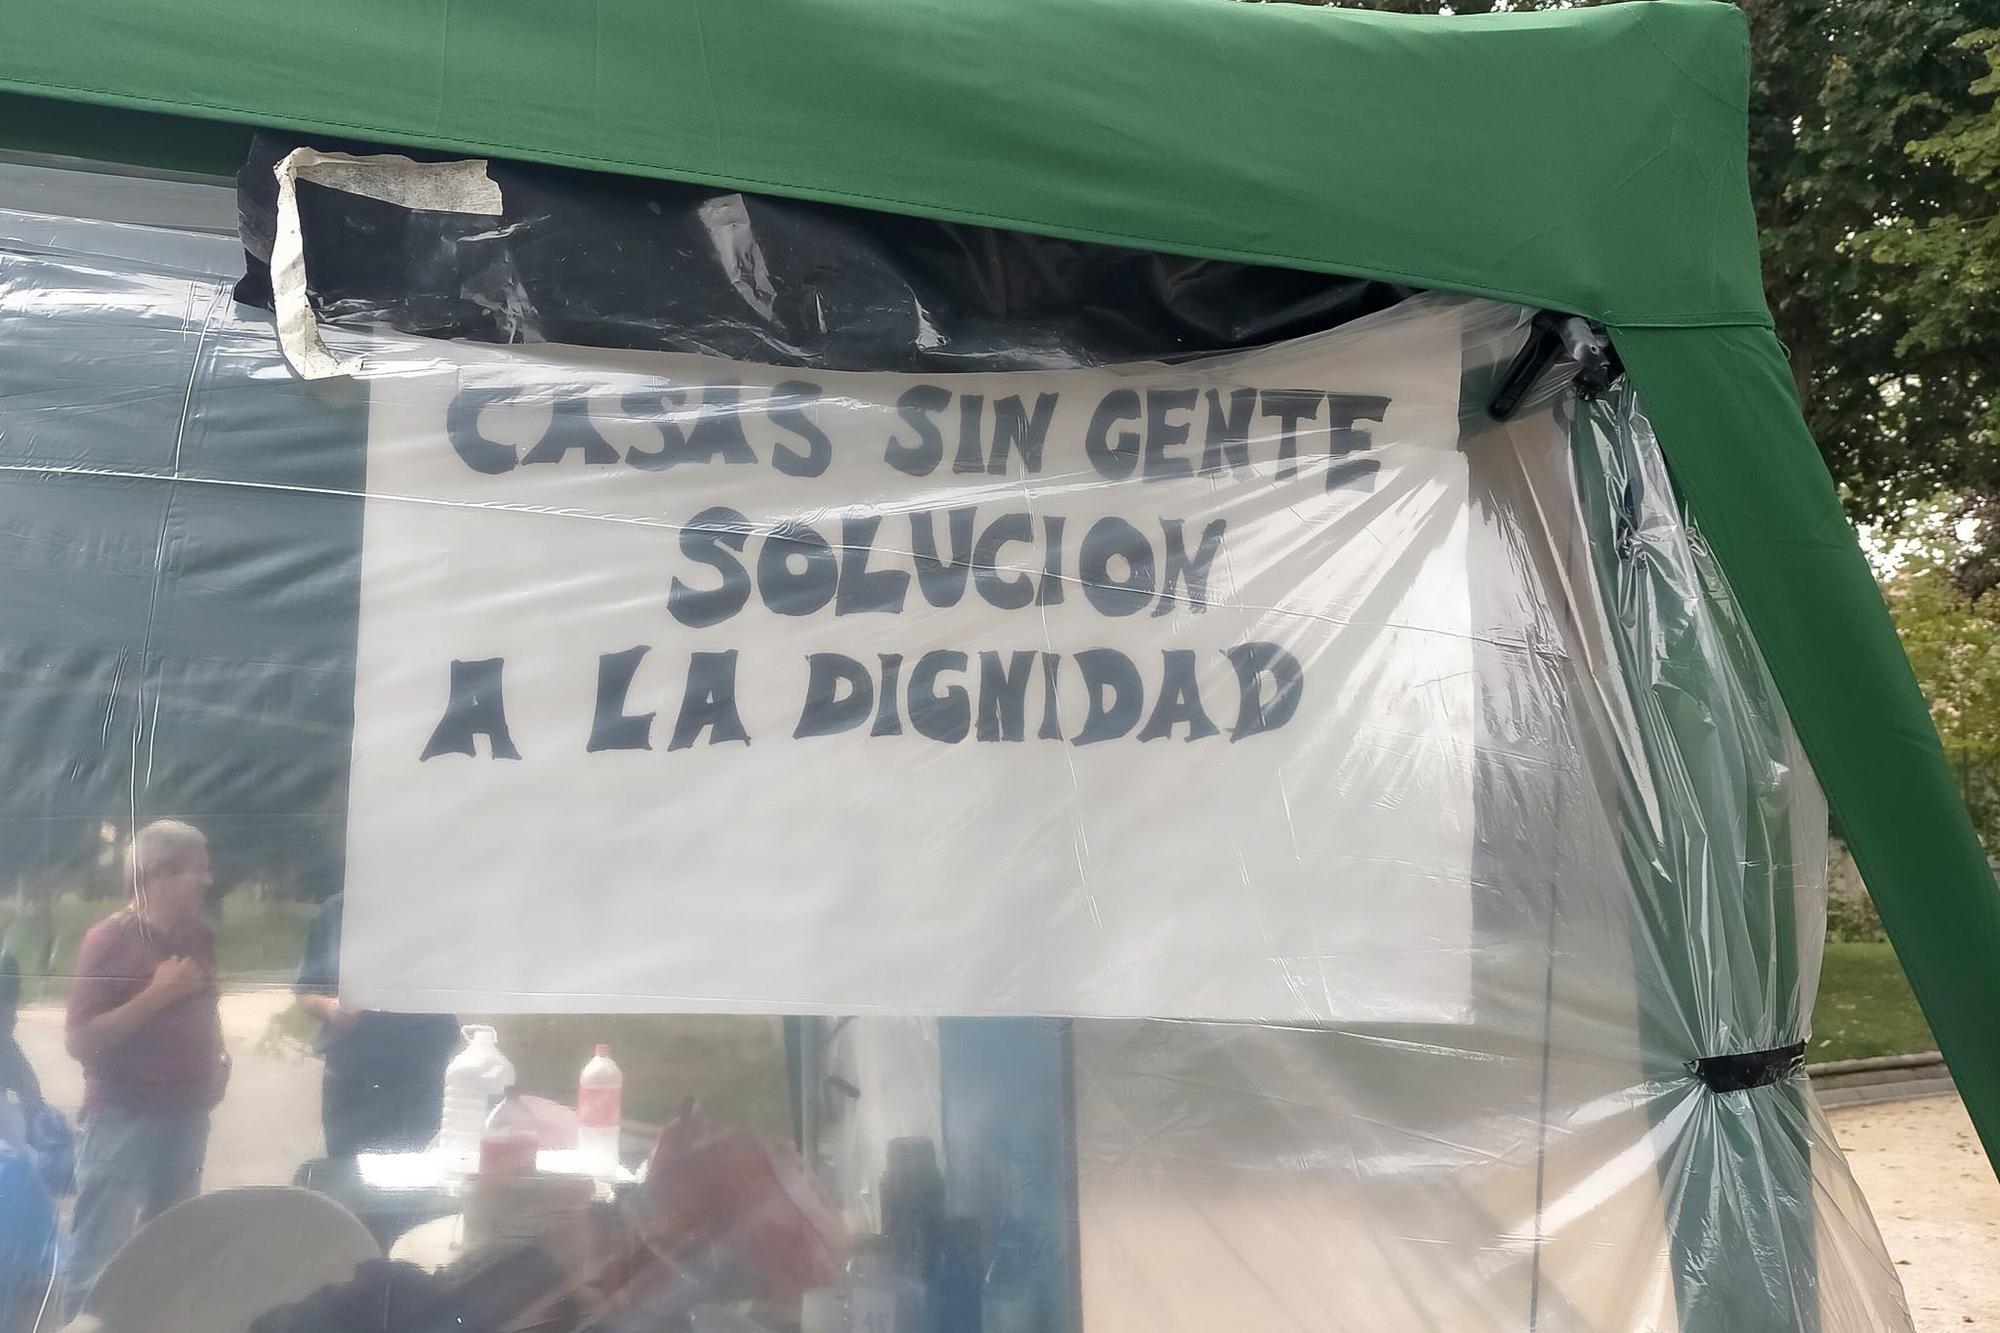 CASAS SIN GENTE
SOLUCION
A LA DIGNIDAD